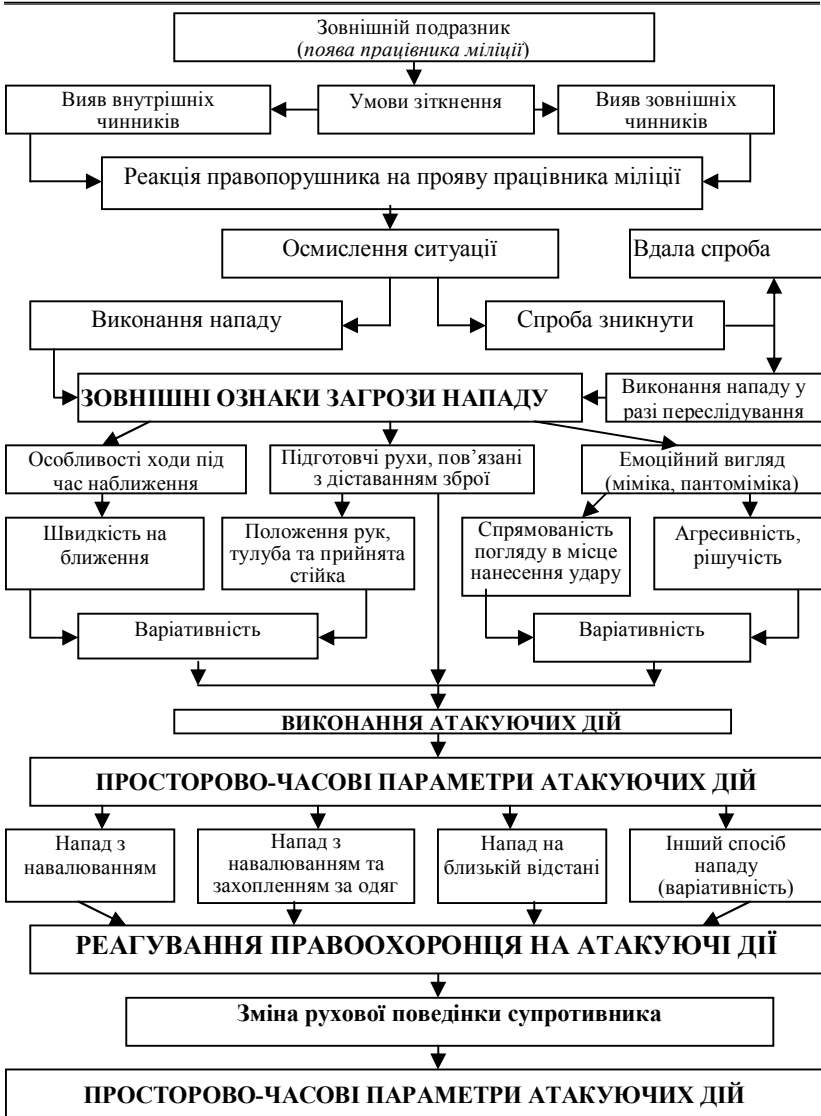 Зовнішній подразник
(поява працівника міліції)
Вияв внутрішніх
чинників
Умови зіткнення
Вияв зовнішніх
чинників
Реакція правопорушника на прояву працівника міліції
Осмислення ситуації
Вдала спроба
Виконання нападу
Спроба зникнути
ЗОВНІШНІ ОЗНАКИ ЗАГРОЗИ НАПАДУ
Виконання нападу у
разі переслідування
Особливості ходи під
час наближення
Підготовчі рухи, пов’язані
з діставанням зброї
Емоційний вигляд
(міміка, пантоміміка)
Швидкість на
ближення
Положення рук,
тулуба та прийнята
стійка
Спрямованість
погляду в місце
нанесення удару
Агресивність,
рішучість
Варіативність
Варіативність
ВИКОНАННЯ АТАКУЮЧИХ ДІЙ
ПРОСТОРОВО-ЧАСОВІ ПАРАМЕТРИ АТАКУЮЧИХ ДІЙ
Напад з
навалюванням
Напад з
навалюванням та
захопленням за одяг
Напад на
близькій відстані
Інший спосіб
нападу
(варіативність)
РЕАГУВАННЯ ПРАВООХОРОНЦЯ НА АТАКУЮЧІ ДІЇ
Зміна рухової поведінки супротивника
ПРОСТОРОВО-ЧАСОВІ ПАРАМЕТРИ АТАКУЮЧИХ ДІЙ